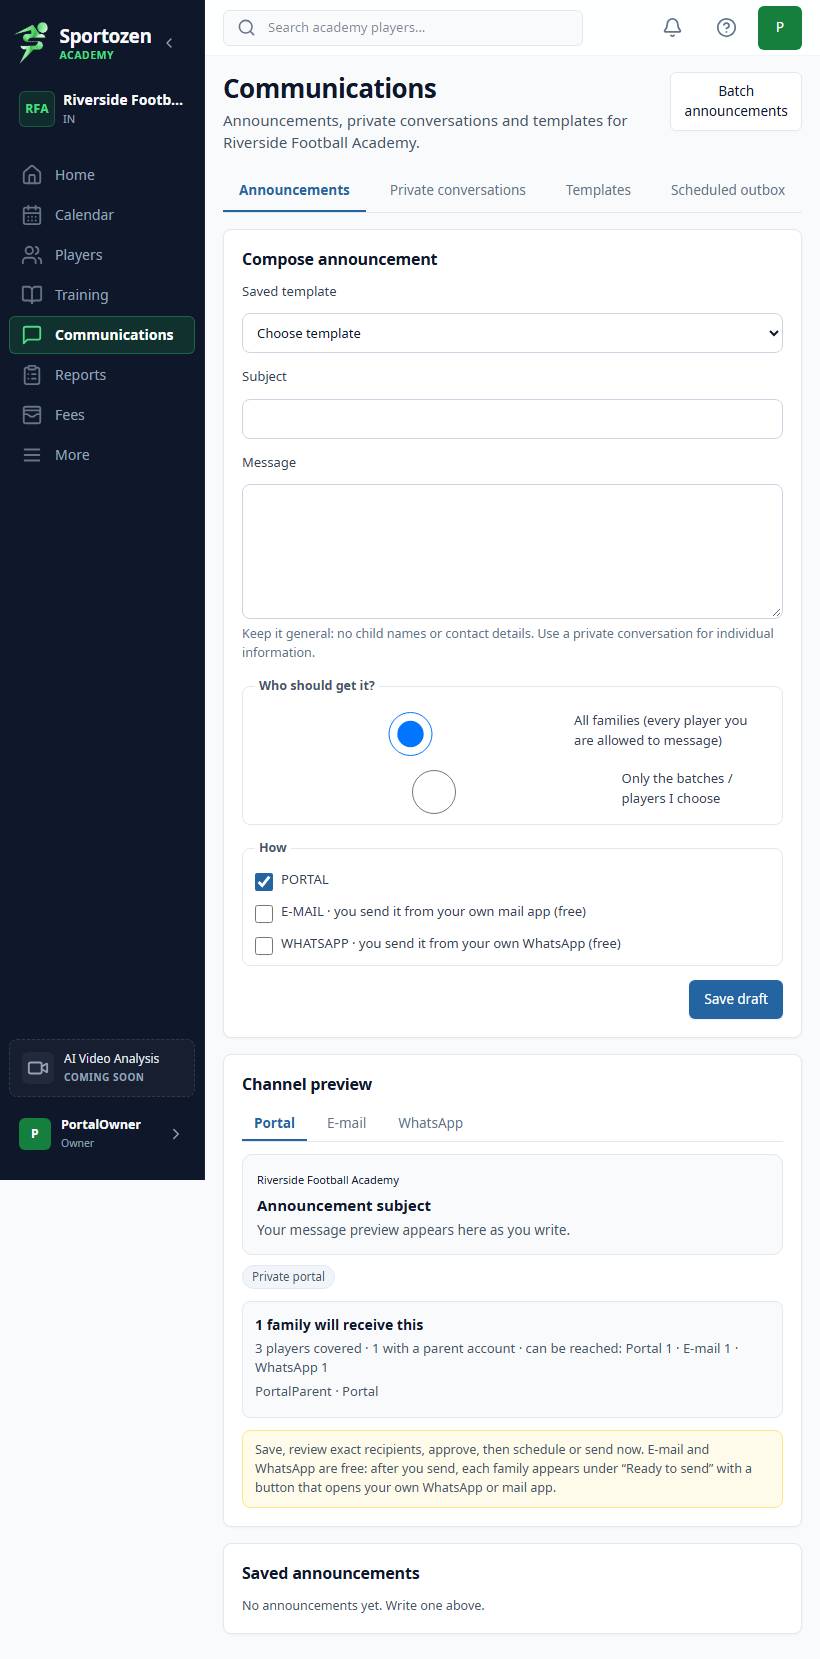 Sportozen
ACADEMY
RFA
Riverside Footb...
IN
Home
Calendar
Players
Training
Communications
Reports
Fees
More
AI Video Analysis
COMING SOON
P
PortalOwner
Owner
Search academy players...
P
Communications
Announcements, private conversations and templates for
Riverside Football Academy.
Batch
announcements
Announcements
Private conversations
Templates
Scheduled outbox
Compose announcement
Saved template
Choose template
Subject
Message
Keep it general: no child names or contact details. Use a private conversation for individual
information.
Who should get it?
All families (every player you
are allowed to message)
Only the batches /
players I choose
How
PORTAL
E-MAIL · you send it from your own mail app (free)
WHATSAPP · you send it from your own WhatsApp (free)
Save draft
Channel preview
Portal
E-mail
WhatsApp
Riverside Football Academy
Announcement subject
Your message preview appears here as you write.
Private portal
1 family will receive this
3 players covered · 1 with a parent account · can be reached: Portal 1 · E-mail 1 ·
WhatsApp 1
PortalParent · Portal
Save, review exact recipients, approve, then schedule or send now. E-mail and
WhatsApp are free: after you send, each family appears under “Ready to send” with a
button that opens your own WhatsApp or mail app.
Saved announcements
No announcements yet. Write one above.